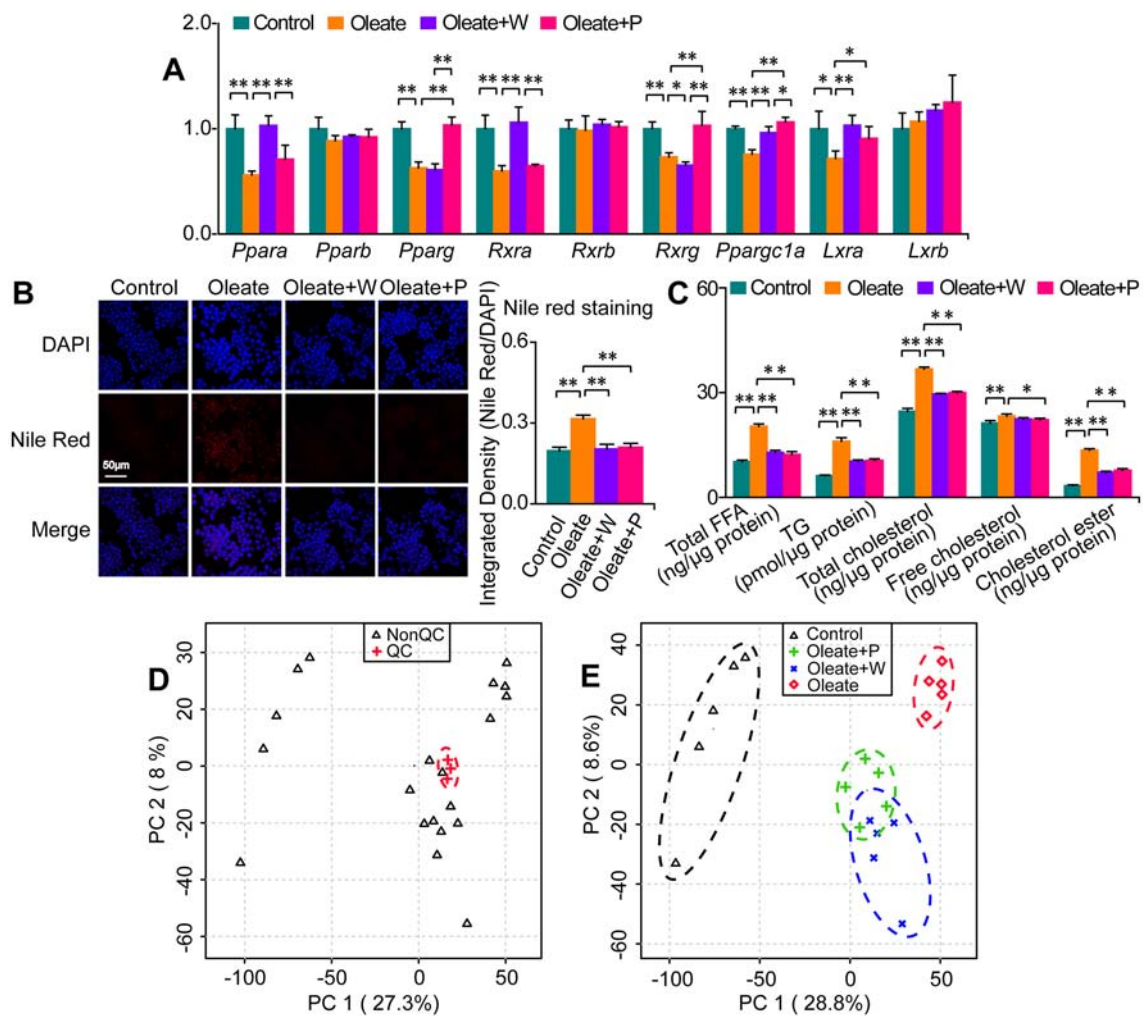 2.0
Control Oleate Oleate+W Oleate+P
A
** ** ** ** ** ** ** ** ** ** ** * ** ** ** ** * * ** *
1.0
0.0
Ppara Pparb Pparg Rxra Rxrb Rxrg Ppargc1a Lxra Lxrb
B
Control Oleate Oleate+W Oleate+P
DAPI
Nile Red
50μm
Merge
Nile red staining
Integrated Density (Nile Red/DAPI)
0.6
0.3
0.0
** ** **
Control
Oleate
Oleate+W
Oleate+P
C
Control Oleate Oleate+W Oleate+P
60
30
0
** ** ** ** ** ** ** ** ** ** * ** ** **
Total FFA
(ng/μg protein)
TG
(pmol/μg protein)
Total cholesterol
(ng/μg protein)
Free cholesterol
(ng/μg protein)
Cholesterol ester
(ng/μg protein)
D
NonQC
QC
PC 2 ( 8 %)
30
20
0
-20
-40
-60
-100 -50 0 50
PC 1 ( 27.3%)
E
Control
Oleate+P
Oleate+W
Oleate
PC 2 ( 8.6%)
40
20
0
-20
-40
-60
-100 -50 0 50
PC 1 ( 28.8%)